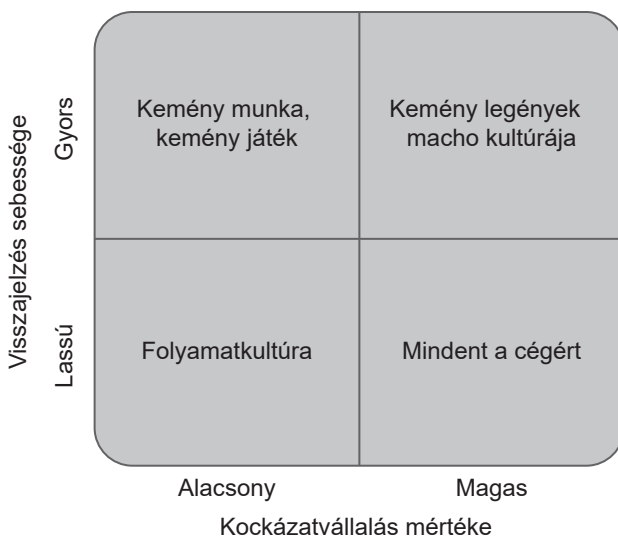 Visszajelzés sebessége
Gyors
Lassú
Kemény munka,
kemény játék
Kemény legények
macho kultúrája
Folyamatkultúra
Mindent a cégért
Alacsony
Magas
Kockázatvállalás mértéke